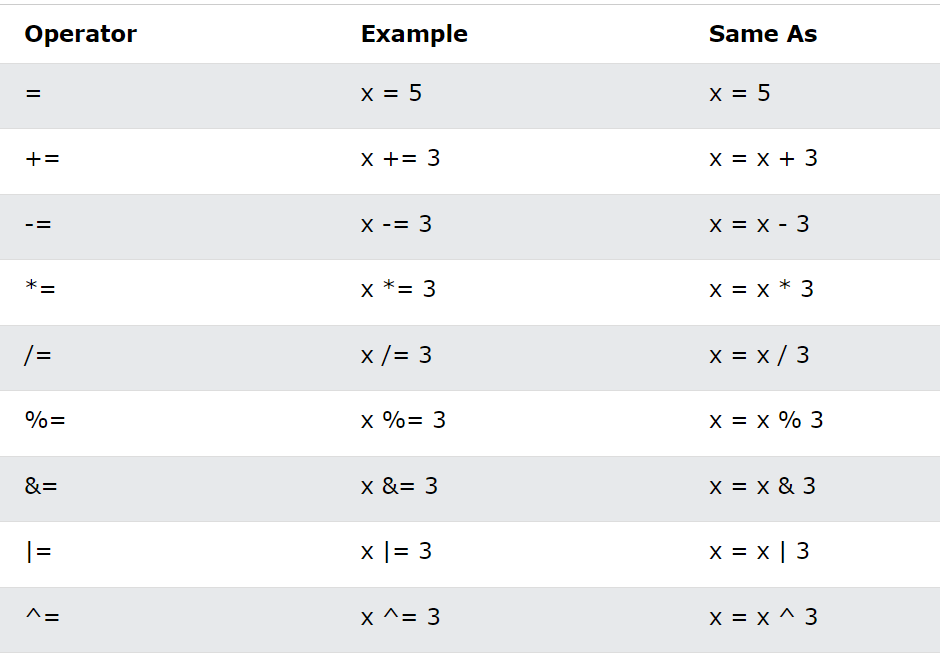 Operator Example Same As
= x = 5 x = 5
+= x += 3 x = x + 3
-= x -= 3 x = x - 3
*= x *= 3 x = x * 3
/= x /= 3 x = x / 3
%= x %= 3 x = x % 3
&= x &= 3 x = x & 3
|= x |= 3 x = x | 3
^= x ^= 3 x = x ^ 3